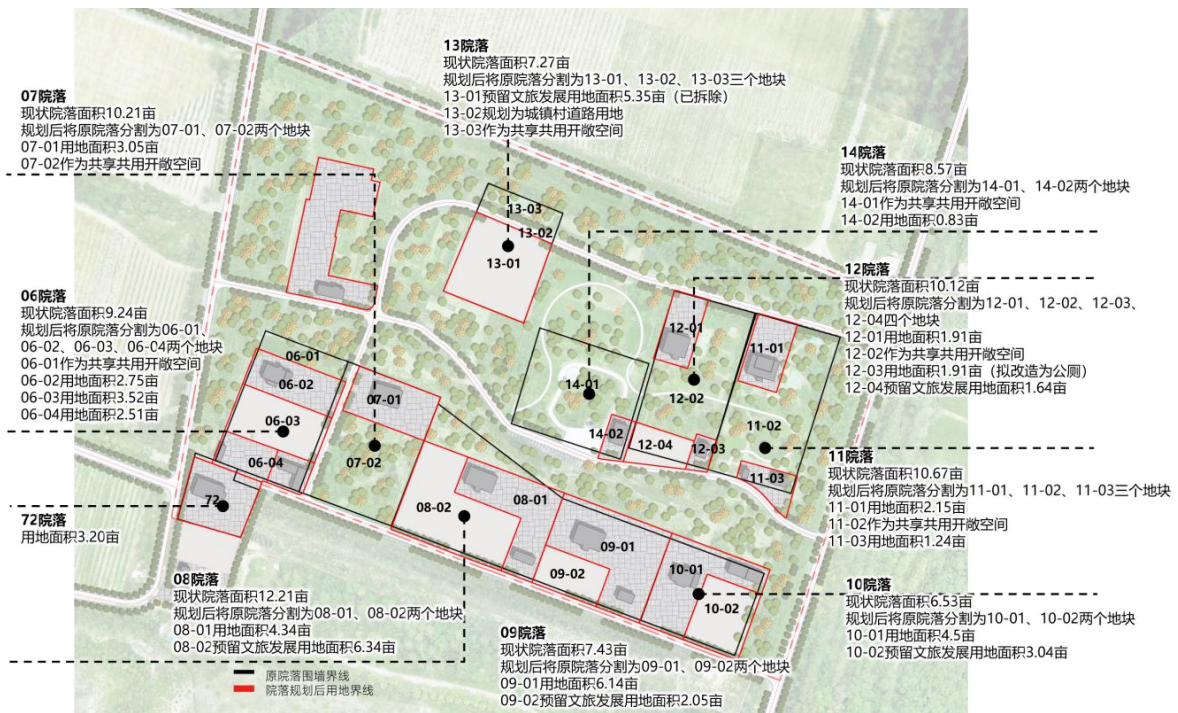 13院落
现状院落面积7.27亩
规划后将原院落分割为13-01、13-02、13-03三个地块
13-01预留文旅发展用地面积5.35亩（已拆除）
13-02规划为城镇村道路用地
13-03作为共享共用开敞空间
07院落
现状院落面积10.21亩
规划后将原院落分割为07-01、07-02两个地块
07-01用地面积3.05亩
07-02作为共享共用开敞空间
14院落
现状院落面积8.57亩
规划后将原院落分割为14-01、14-02两个地块
14-01作为共享共用开敞空间
14-02用地面积0.83亩
12院落
现状院落面积10.12亩
规划后将原院落分割为12-01、12-02、12-03、
12-04四个地块
12-01用地面积1.91亩
12-02作为共享共用开敞空间
12-03用地面积1.91亩（拟改造为公厕）
12-04预留文旅发展用地面积1.64亩
06院落
现状院落面积9.24亩
规划后将原院落分割为06-01、
06-02、06-03、06-04两个地块
06-01作为共享共用开敞空间
06-02用地面积2.75亩
06-03用地面积3.52亩
06-04用地面积2.51亩
13-03
13-02
13-01
12-01
11-01
06-01
06-02
14-01
12-02
07-01
06-03
11-02
14-02
12-04
12-03
07-02
06-04
11-03
72
08-01
08-02
09-01
09-02
10-01
10-02
11院落
现状院落面积10.67亩
规划后将原院落分割为11-01、11-02、11-03三个地块
11-01用地面积2.15亩
11-02作为共享共用开敞空间
11-03用地面积1.24亩
72院落
用地面积3.20亩
08院落
现状院落面积12.21亩
规划后将原院落分割为08-01、08-02两个地块
08-01用地面积4.34亩
08-02预留文旅发展用地面积6.34亩
10院落
现状院落面积6.53亩
规划后将原院落分割为10-01、10-02两个地块
10-01用地面积4.5亩
10-02预留文旅发展用地面积3.04亩
09院落
现状院落面积7.43亩
规划后将原院落分割为09-01、09-02两个地块
09-01用地面积6.14亩
09-02预留文旅发展用地面积2.05亩
原院落围墙界线
院落规划后用地界线